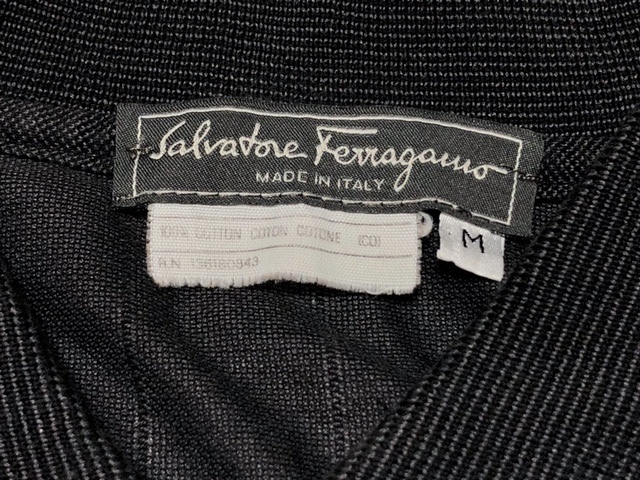 Salvatore Ferragamo
MADE IN ITALY
100% COTTON COTON COTONE (CO)
R.N
M